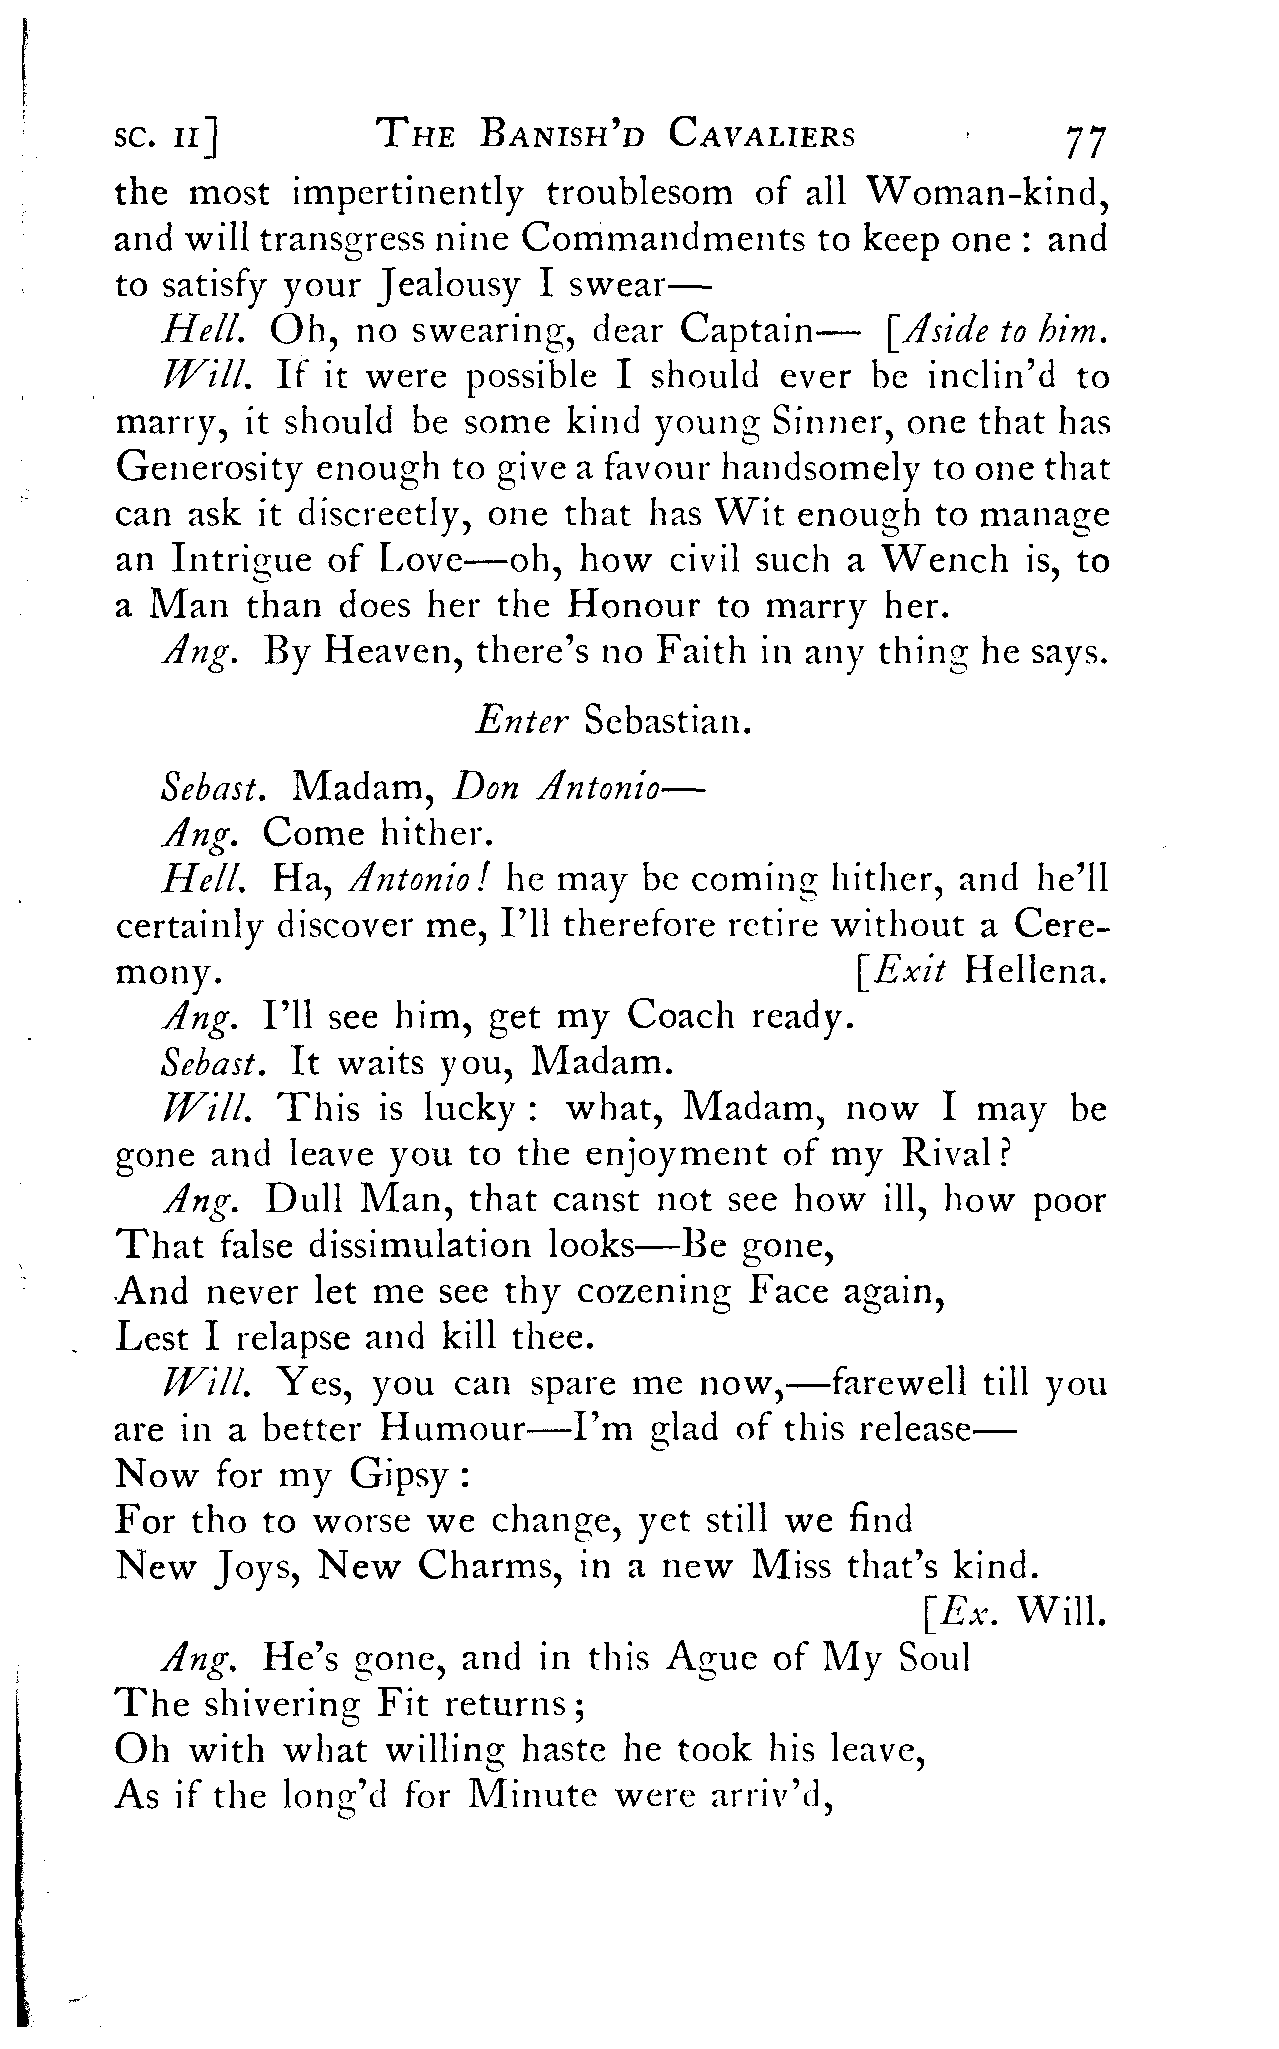 SC. II] THE BANISH'D CAVALIERS 77
the most impertinently troublesom of all Woman-kind,
and will transgress nine Commandments to keep one : and
to satisfy your Jealousy I swear—
Hell. Oh, no swearing, dear Captain— [Aside to him.
Will. If it were possible I should ever be inclin'd to
marry, it should be some kind young Sinner, one that has
Generosity enough to give a favour handsomely to one that
can ask it discreetly, one that has Wit enough to manage
an Intrigue of Love—oh, how civil such a Wench is, to
a Man than does her the Honour to marry her.
Ang. By Heaven, there's no Faith in any thing he says.
Enter Sebastian.
Sebast. Madam, Don Antonio—
Ang. Come hither.
Hell. Ha, Antonio! he may be coming hither, and he'll
certainly discover me, I'll therefore retire without a Cere-
mony. [Exit Hellena.
Ang. I'll see him, get my Coach ready.
Sebast. It waits you, Madam.
Will. This is lucky : what, Madam, now I may be
gone and leave you to the enjoyment of my Rival?
Ang. Dull Man, that canst not see how ill, how poor
That false dissimulation looks—Be gone,
And never let me see thy cozening Face again,
Lest I relapse and kill thee.
Will. Yes, you can spare me now,—farewell till you
are in a better Humour—I'm glad of this release—
Now for my Gipsy :
For tho to worse we change, yet still we find
New Joys, New Charms, in a new Miss that's kind.
[Ex. Will.
Ang. He's gone, and in this Ague of My Soul
The shivering Fit returns;
Oh with what willing haste he took his leave,
As if the long'd for Minute were arriv'd,